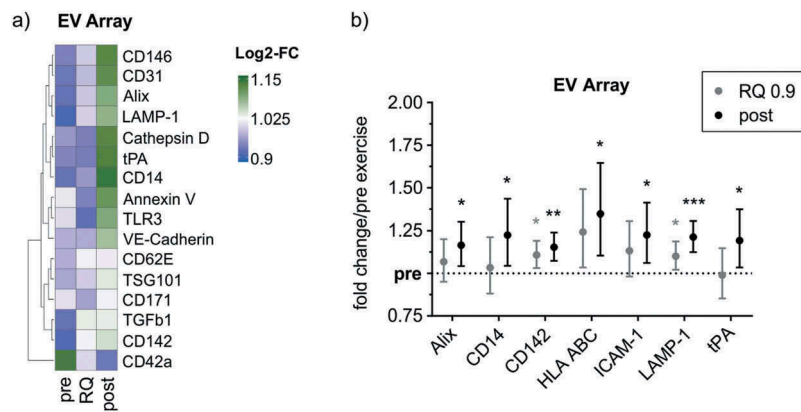 a)
EV Array
CD146
CD31
Alix
LAMP-1
Cathepsin D
tPA
CD14
Annexin V
TLR3
VE-Cadherin
CD62E
TSG101
CD171
TGFb1
CD142
CD42a
pre
RQ
post
Log2-FC
1.15
1.025
0.9
b)
EV Array
RQ 0.9
post
fold change/pre exercise
2.00
1.75
1.50
1.25
pre
0.75
*
*
*
**
*
*
*
***
*
Alix
CD14
CD142
HLA ABC
ICAM-1
LAMP-1
tPA